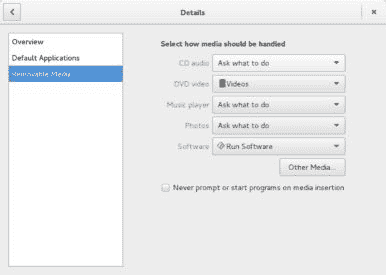 Details
Overview
Default Applications
Removable Media
Select how media should be handled
CD audio Ask what to do
DVD video Videos
Music player Ask what to do
Photos Ask what to do
Software Run Software
Other Media...
Never prompt or start programs on media insertion